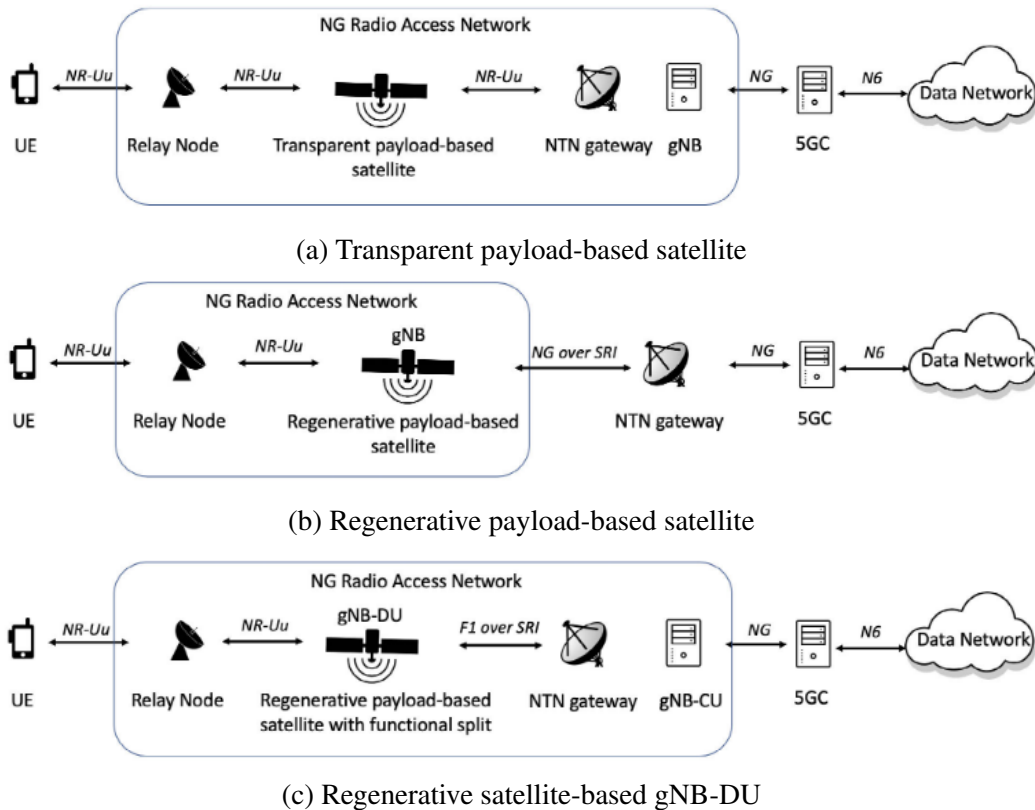 NG Radio Access Network
NR-Uu NR-Uu NR-Uu NG N6
Data Network
UE Relay Node Transparent payload-based satellite NTN gateway gNB 5GC
(a) Transparent payload-based satellite
NG Radio Access Network
gNB
NR-Uu NR-Uu NG over SRI NG N6
Data Network
UE Relay Node Regenerative payload-based satellite NTN gateway 5GC
(b) Regenerative payload-based satellite
NG Radio Access Network
gNB-DU
NR-Uu NR-Uu F1 over SRI NG N6
Data Network
UE Relay Node Regenerative payload-based satellite with functional split NTN gateway gNB-CU 5GC
(c) Regenerative satellite-based gNB-DU